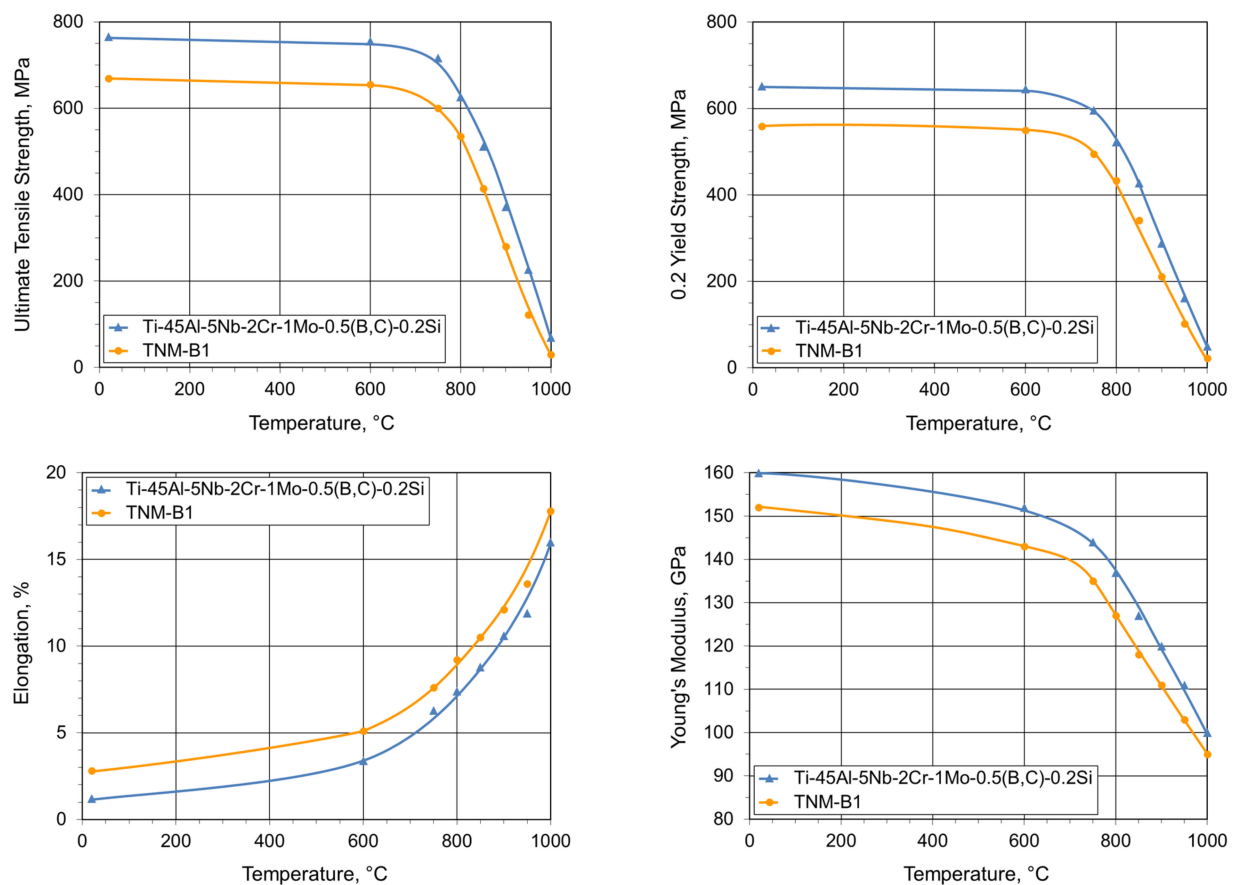 Ultimate Tensile Strength, MPa
800
600
400
200
0
Ti-45Al-5Nb-2Cr-1Mo-0.5(B,C)-0.2Si
TNM-B1
0 200 400 600 800 1000
Temperature, °C
0.2 Yield Strength, MPa
800
600
400
200
0
Ti-45Al-5Nb-2Cr-1Mo-0.5(B,C)-0.2Si
TNM-B1
0 200 400 600 800 1000
Temperature, °C
Elongation, %
20
15
10
5
0
Ti-45Al-5Nb-2Cr-1Mo-0.5(B,C)-0.2Si
TNM-B1
0 200 400 600 800 1000
Temperature, °C
Young's Modulus, GPa
160
150
140
130
120
110
100
90
80
Ti-45Al-5Nb-2Cr-1Mo-0.5(B,C)-0.2Si
TNM-B1
0 200 400 600 800 1000
Temperature, °C